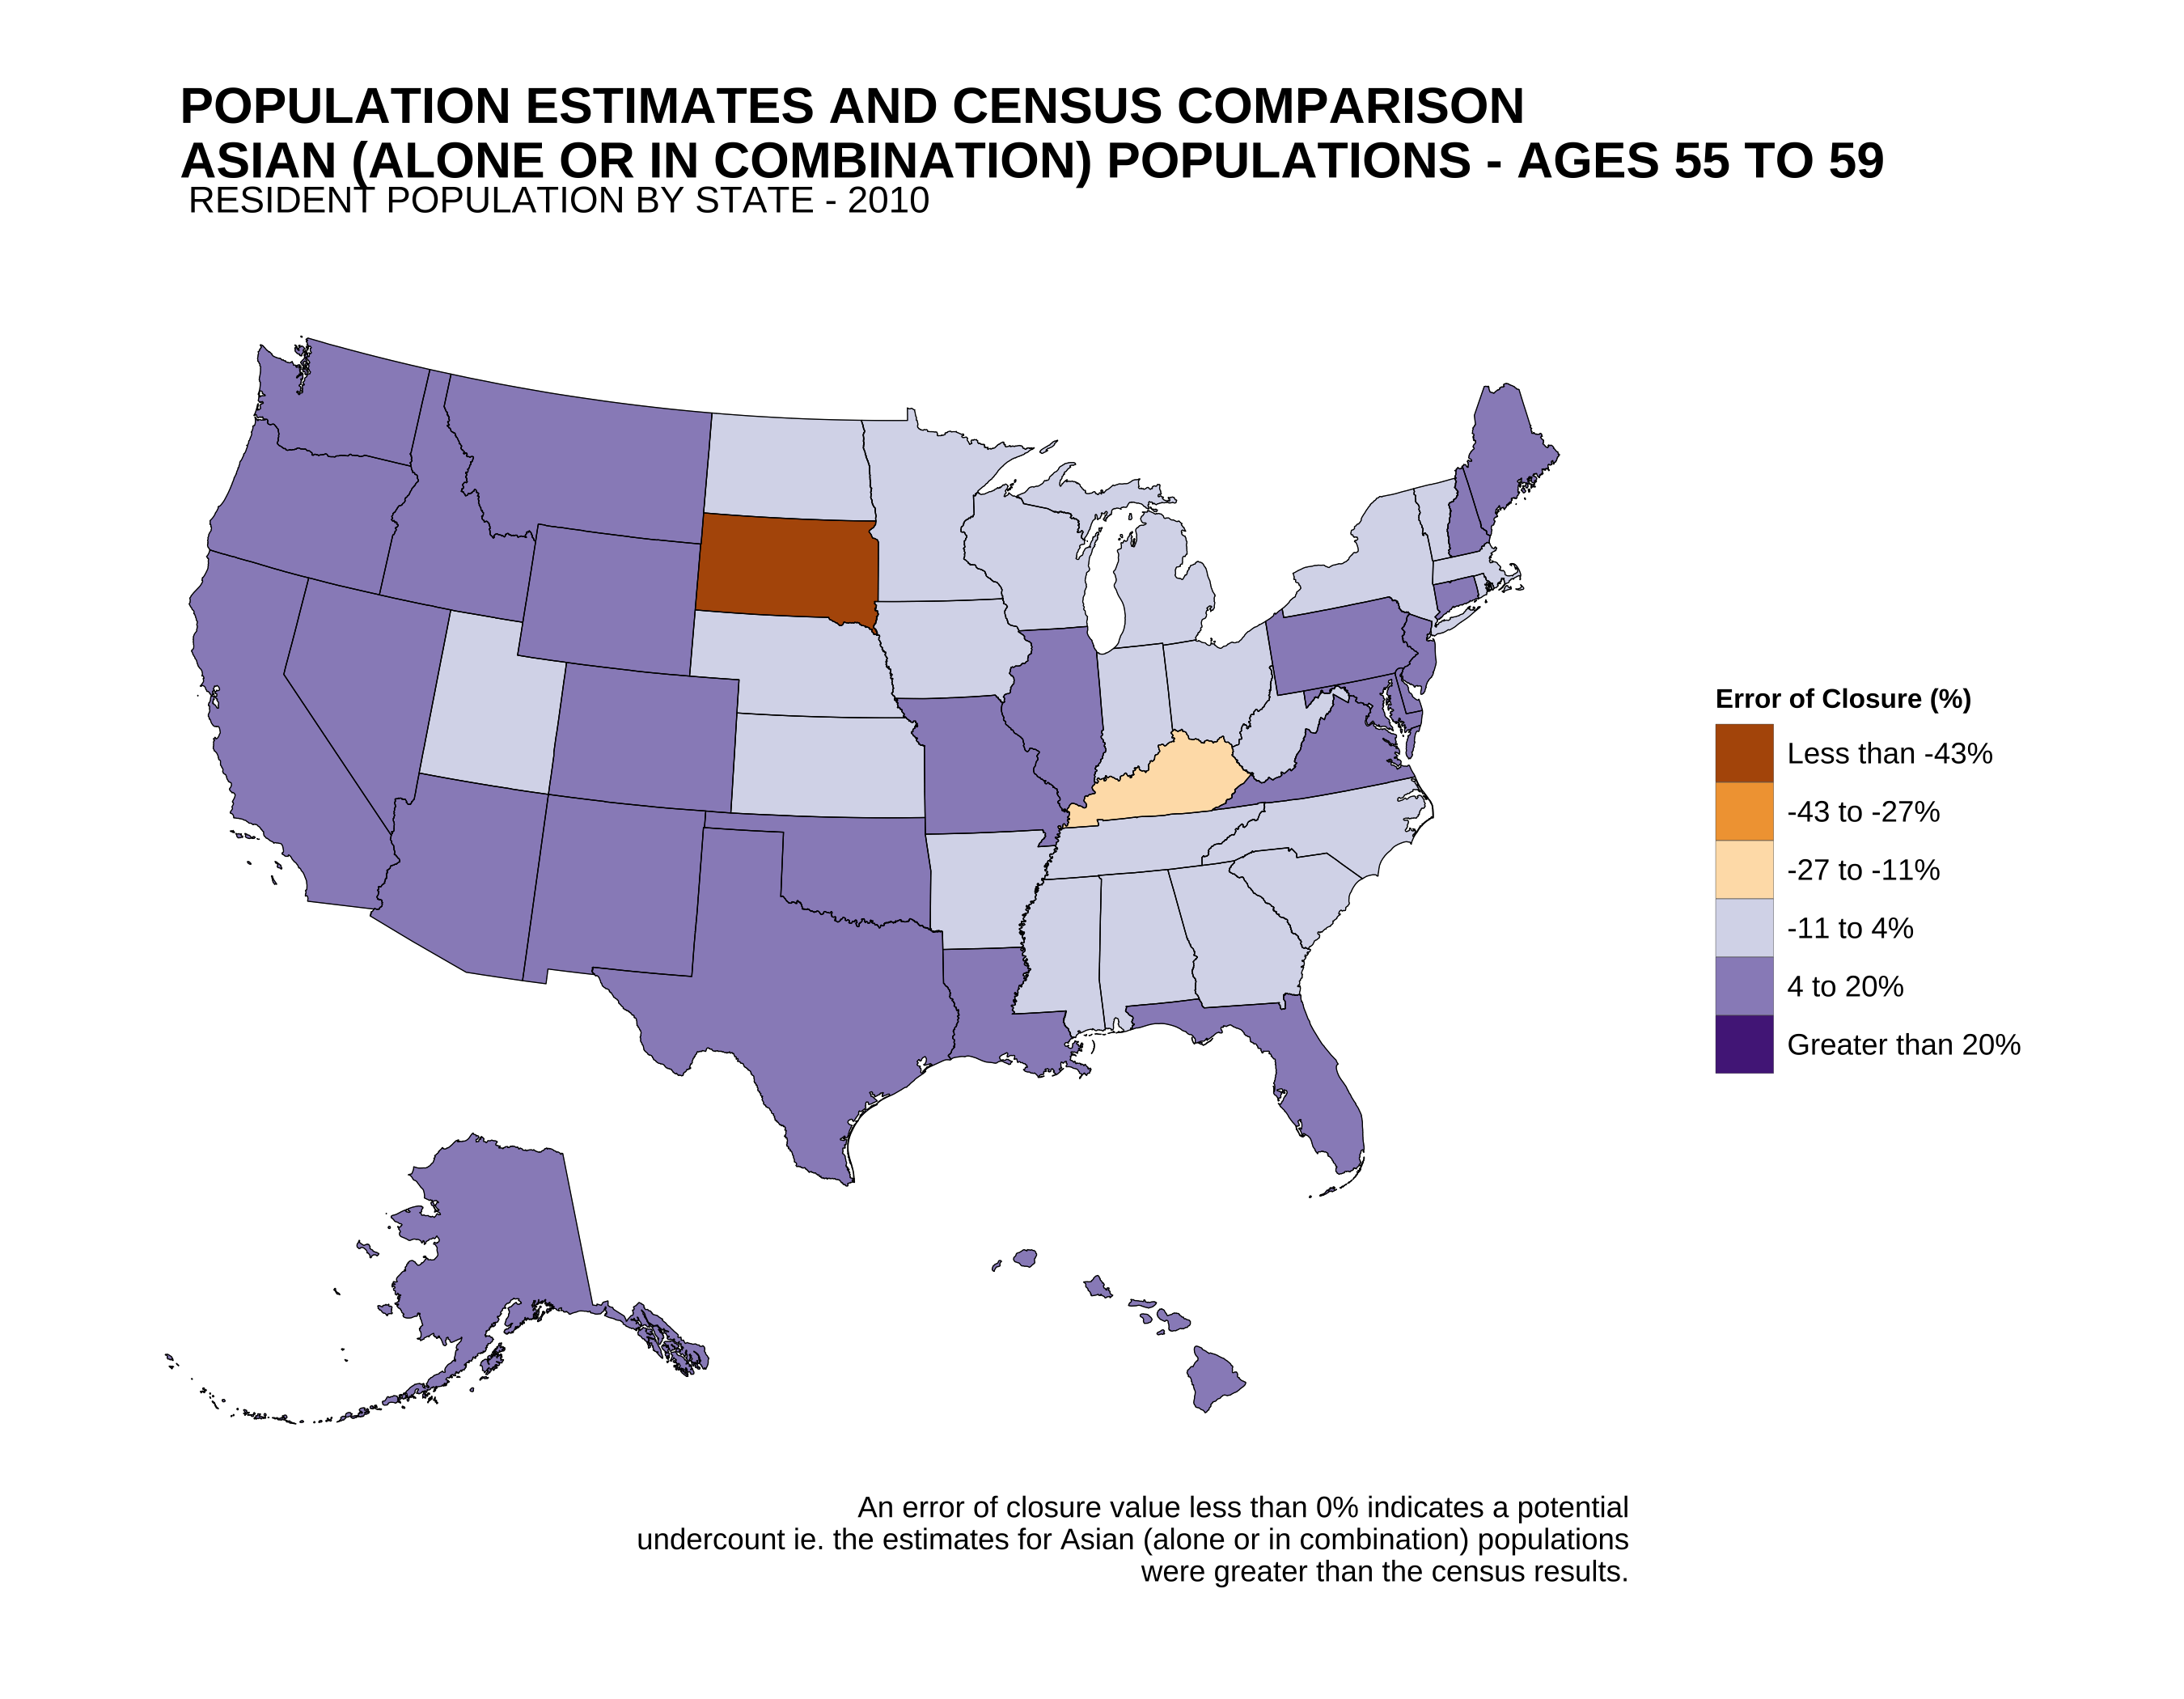 POPULATION ESTIMATES AND CENSUS COMPARISON
ASIAN (ALONE OR IN COMBINATION) POPULATIONS - AGES 55 TO 59
RESIDENT POPULATION BY STATE - 2010
Error of Closure (%)
Less than -43%
-43 to -27%
-27 to -11%
-11 to 4%
4 to 20%
Greater than 20%
An error of closure value less than 0% indicates a potential
undercount ie. the estimates for Asian (alone or in combination) populations
were greater than the census results.